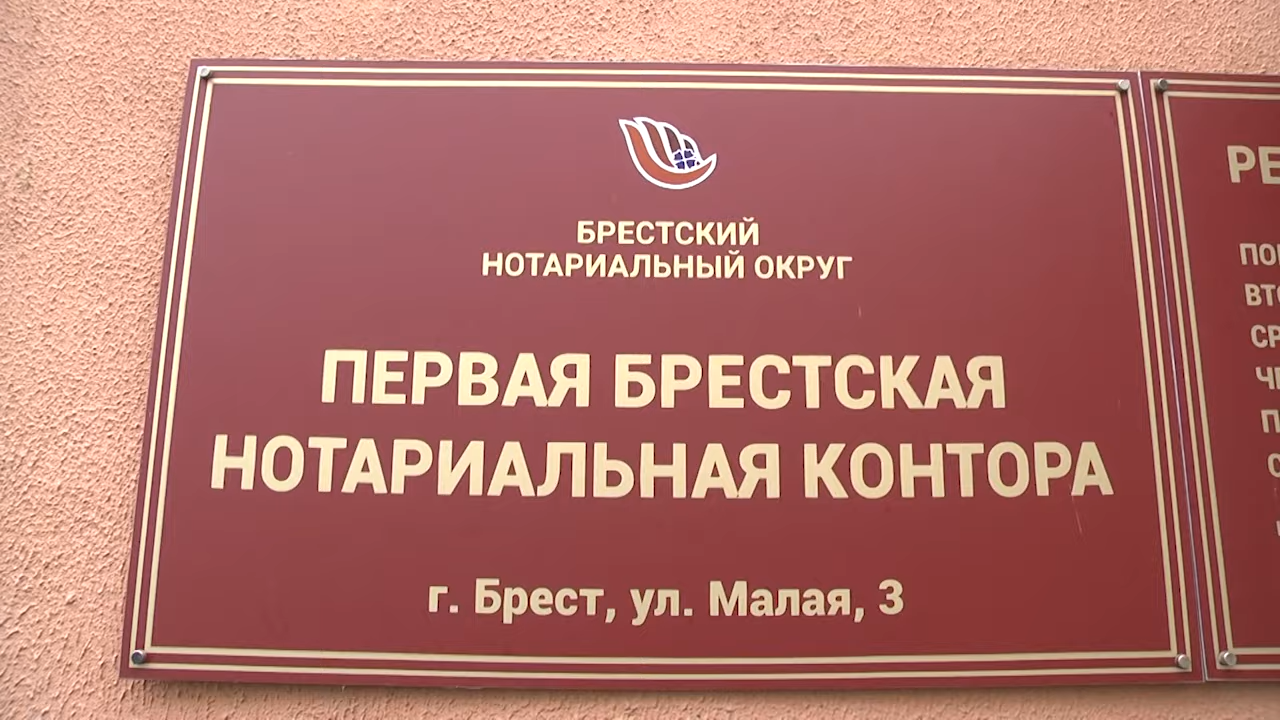 БРЕСТСКИЙ
НОТАРИАЛЬНЫЙ ОКРУГ
ПЕРВАЯ БРЕСТСКАЯ
НОТАРИАЛЬНАЯ КОНТОРА
г. Брест, ул. Малая, 3